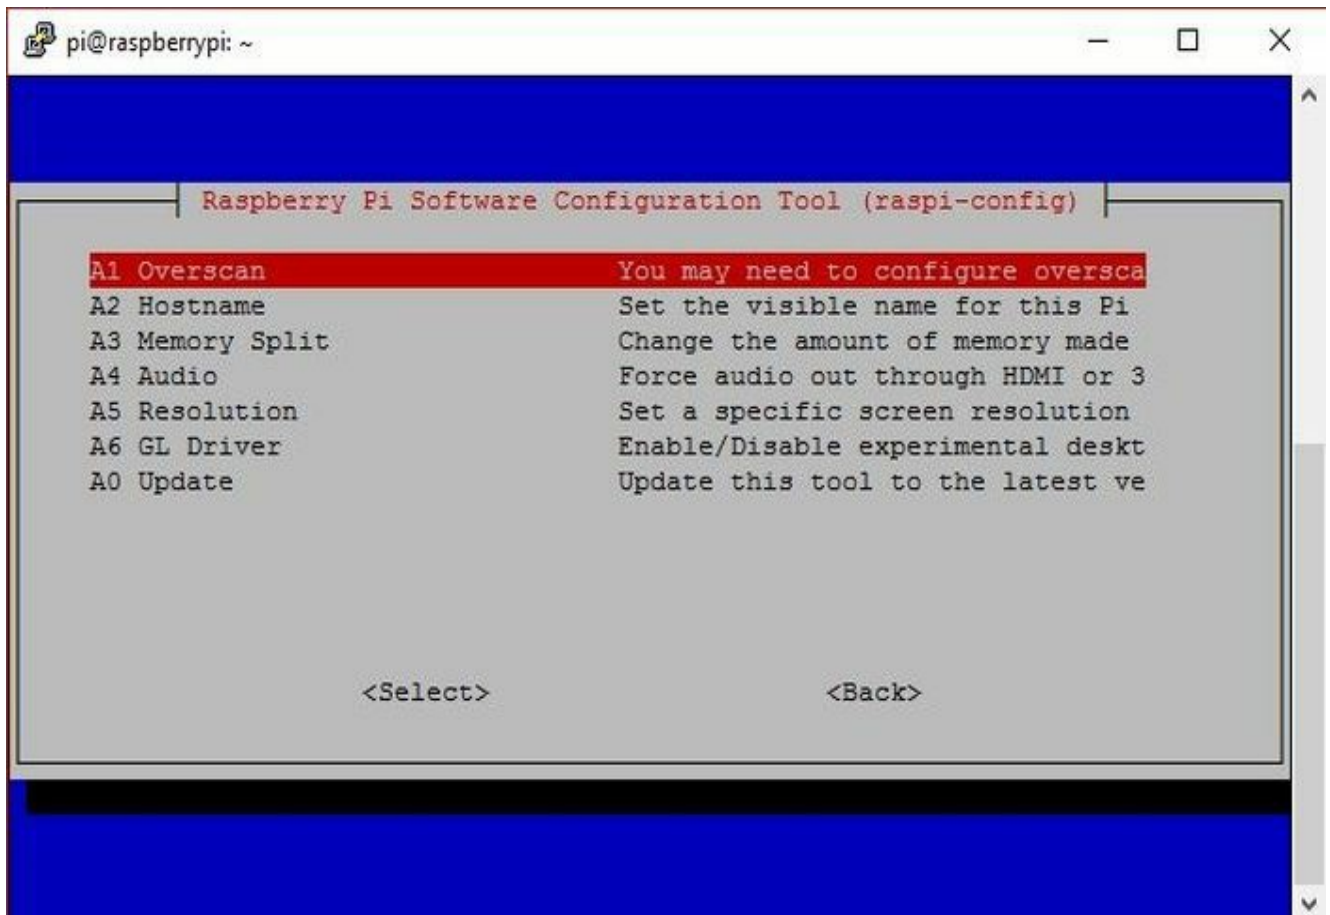 pi@raspberrypi: ~
Raspberry Pi Software Configuration Tool (raspi-config)
A1 Overscan You may need to configure oversca
A2 Hostname Set the visible name for this Pi
A3 Memory Split Change the amount of memory made
A4 Audio Force audio out through HDMI or 3
A5 Resolution Set a specific screen resolution
A6 GL Driver Enable/Disable experimental deskt
A0 Update Update this tool to the latest ve
<Select> <Back>